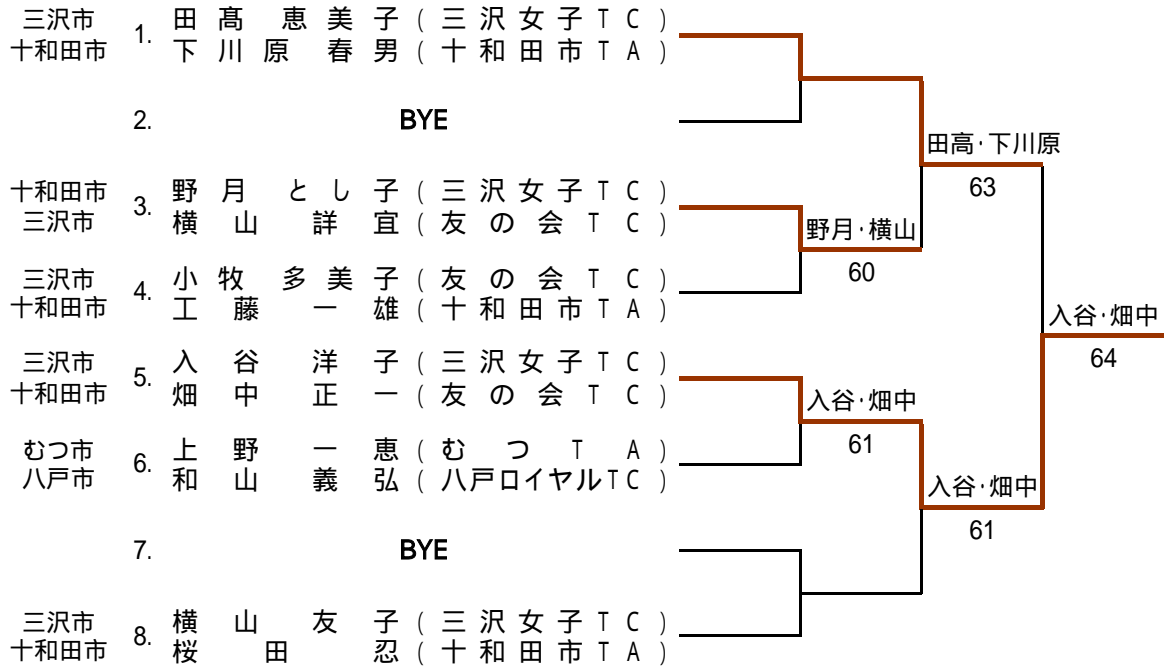 三沢市 1. 田髙 恵美子(三沢女子TC)
十和田市 下川原 春男(十和田市TA)
2. BYE
田高・下川原
63
十和田市 3. 野月 とし子(三沢女子TC)
三沢市 横山 詳宜(友の会TC)
野月・横山
60
三沢市 4. 小牧 多美子(友の会TC)
十和田市 工藤 一雄(十和田市TA)
入谷・畑中
64
三沢市 5. 入谷 洋子(三沢女子TC)
十和田市 畑中 正一(友の会TC)
入谷・畑中
61
むつ市 6. 上野 一恵(むつTA)
八戸市 和山 義弘(八戸ロイヤルTC)
入谷・畑中
61
7. BYE
三沢市 8. 横山 友子(三沢女子TC)
十和田市 桜田 忍(十和田市TA)